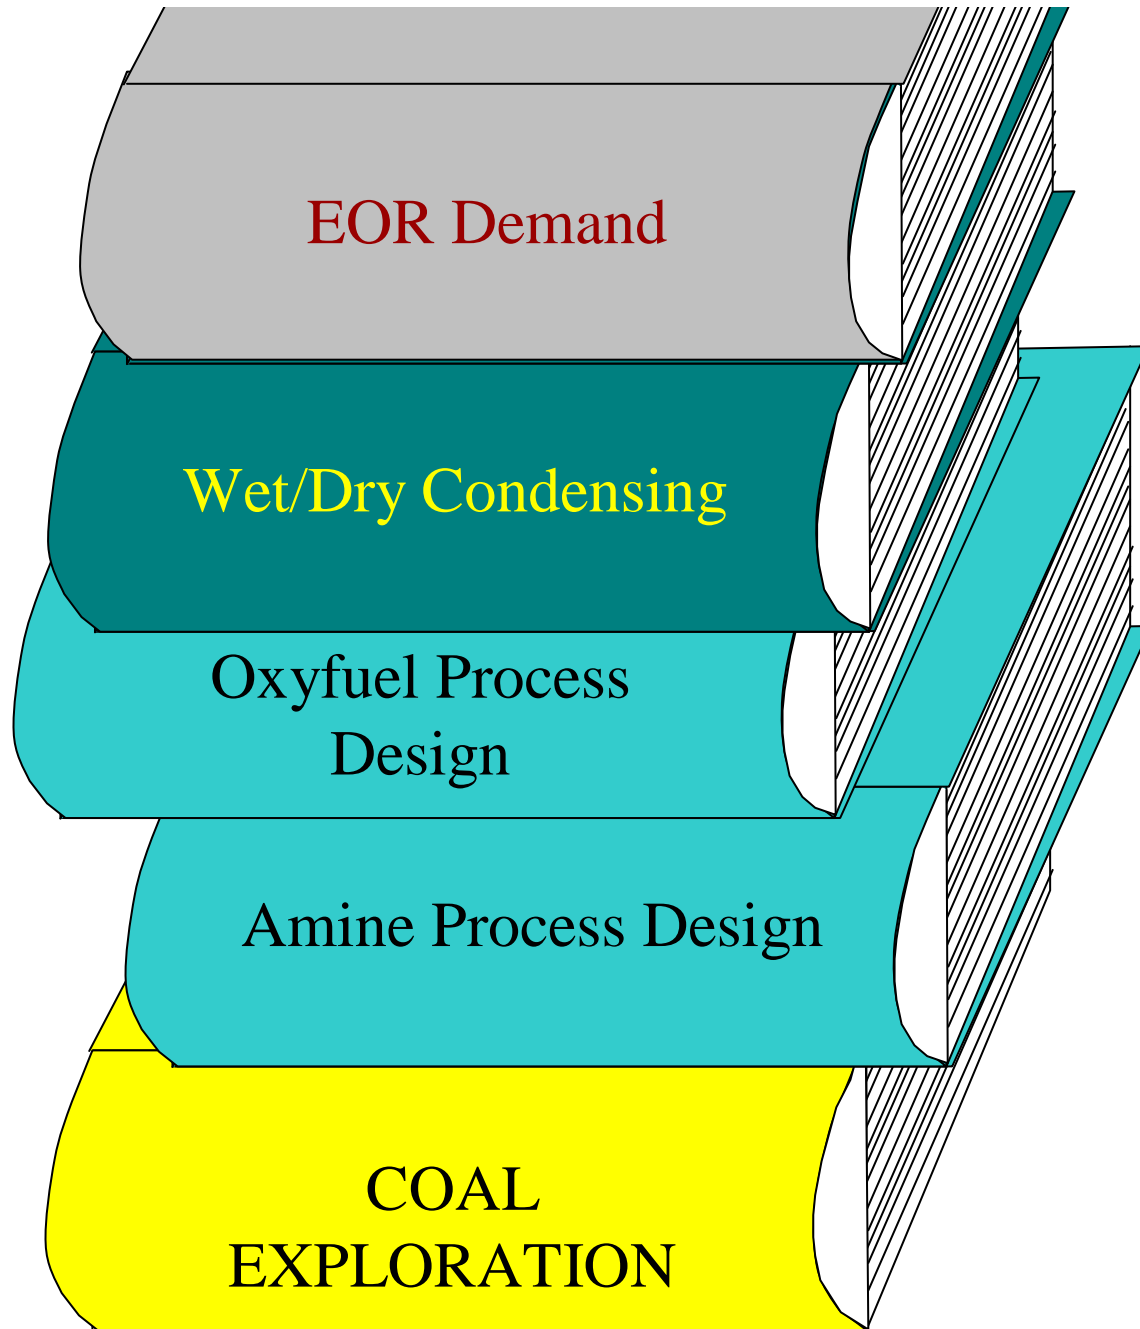 EOR Demand
Wet/Dry Condensing
Oxyfuel Process
Design
Amine Process Design
COAL
EXPLORATION